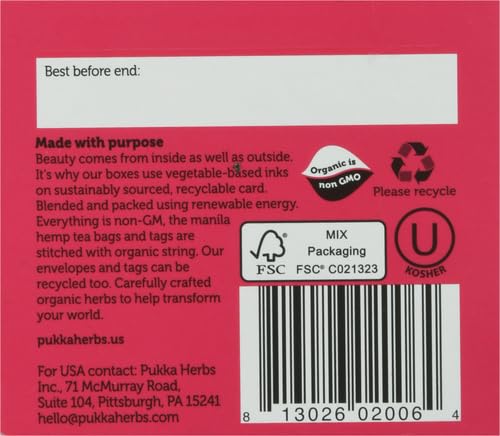 Best before end:
Made with purpose
Beauty comes from inside as well as outside.
It's why our boxes use vegetable-based inks
on sustainably sourced, recyclable card.
Blended and packed using renewable energy.
Everything is non-GM, the manila
hemp tea bags and tags are
stitched with organic string. Our
envelopes and tags can be
recycled too. Carefully crafted
organic herbs to help transform
your world.
pukkaherbs.us
For USA contact: Pukka Herbs
Inc., 71 McMurray Road,
Suite 104, Pittsburgh, PA 15241
hello@pukkaherbs.com
Organic is
non GMO
Please recycle
FSC
MIX
Packaging
FSC® C021323
U
KOSHER
8 13026 02006 4